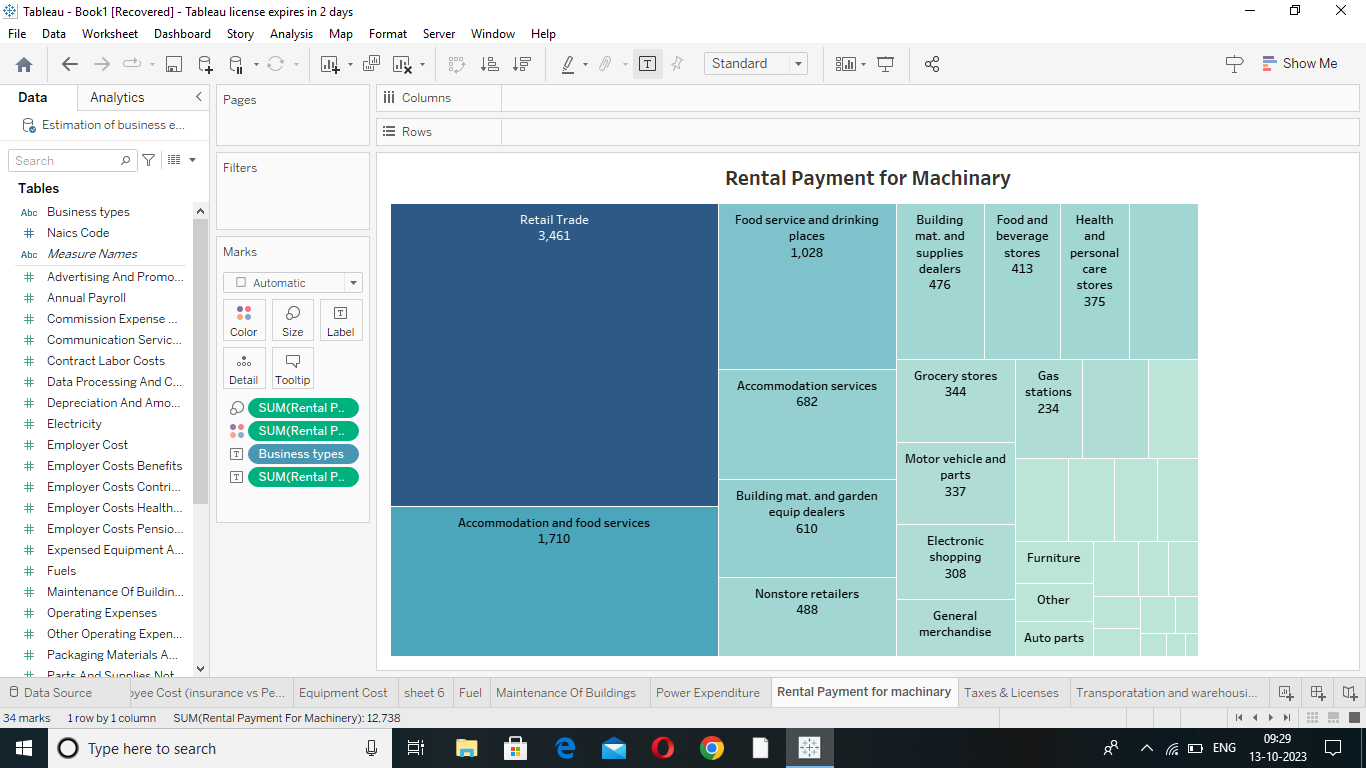 Tableau - Book1 [Recovered] - Tableau license expires in 2 days
File Data Worksheet Dashboard Story Analysis Map Format Server Window Help
Standard
Show Me
Data Analytics
Estimation of business e...
Search
Tables
Abc Business types
# Naics Code
Abc Measure Names
# Advertising And Promo...
# Annual Payroll
# Commission Expense ...
# Communication Servic...
# Contract Labor Costs
# Data Processing And C...
# Depreciation And Amo...
# Electricity
# Employer Cost
# Employer Costs Benefits
# Employer Costs Contri...
# Employer Costs Health...
# Employer Costs Pensio...
# Expensed Equipment A...
# Fuels
# Maintenance Of Buildin...
# Operating Expenses
# Other Operating Expen...
# Packaging Materials A...
# Parts And Supplies Not
Pages
Filters
Marks
Automatic
Color Size Label
Detail Tooltip
SUM(Rental P..
SUM(Rental P..
Business types
SUM(Rental P..
Columns
Rows
Rental Payment for Machinary
Retail Trade
3,461
Accommodation and food services
1,710
Food service and drinking
places
1,028
Accommodation services
682
Building mat. and garden
equip dealers
610
Nonstore retailers
488
Building
mat. and
supplies
dealers
476
Food and
beverage
stores
413
Health
and
personal
care
stores
375
Grocery stores
344
Motor vehicle and
parts
337
Electronic
shopping
308
General
merchandise
Gas
stations
234
Furniture
Other
Auto parts
Data Source
yee Cost (insurance vs Pe...
Equipment Cost
sheet 6
Fuel
Maintenance Of Buildings
Power Expenditure
Rental Payment for machinary
Taxes & Licenses
Transporatation and warehousi...
34 marks 1 row by 1 column SUM(Rental Payment For Machinery): 12,738
Type here to search
ENG
09:29
13-10-2023